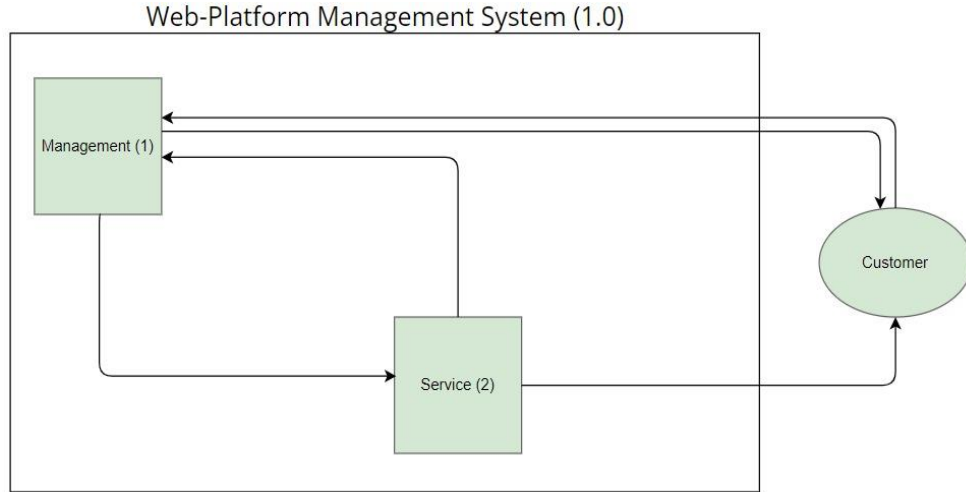 Web-Platform Management System (1.0)
Management (1)
Customer
Service (2)